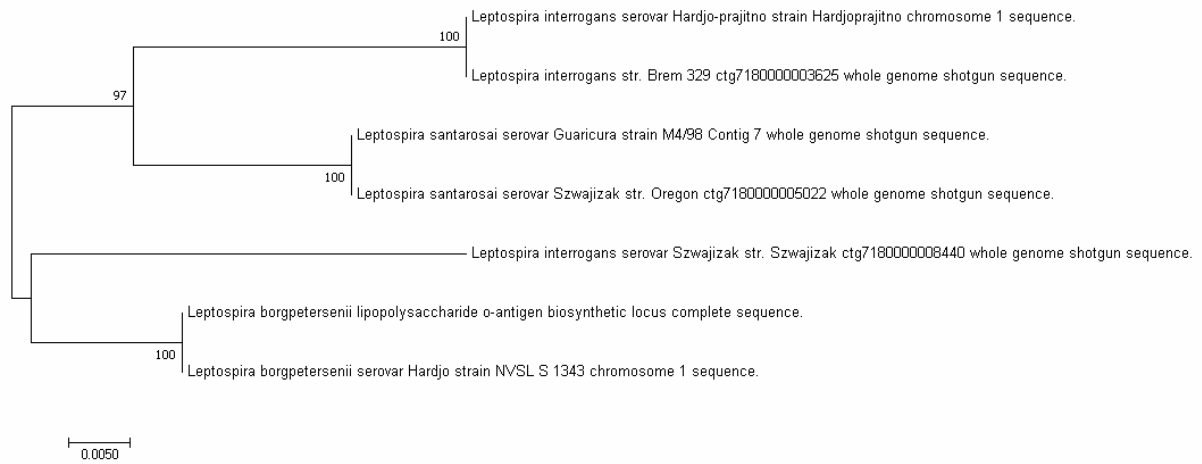 Leptospira interrogans serovar Hardjo-prajitno strain Hardjoprajitno chromosome 1 sequence.
100
Leptospira interrogans str. Brem 329 ctg7180000003625 whole genome shotgun sequence.
97
Leptospira santarosai serovar Guaricura strain M4/98 Contig 7 whole genome shotgun sequence.
100
Leptospira santarosai serovar Szwajizak str. Oregon ctg7180000005022 whole genome shotgun sequence.
Leptospira interrogans serovar Szwajizak str. Szwajizak ctg7180000008440 whole genome shotgun sequence.
Leptospira borgpetersenii lipopolysaccharide o-antigen biosynthetic locus complete sequence.
100
Leptospira borgpetersenii serovar Hardjo strain NVSL S 1343 chromosome 1 sequence.
0.0050